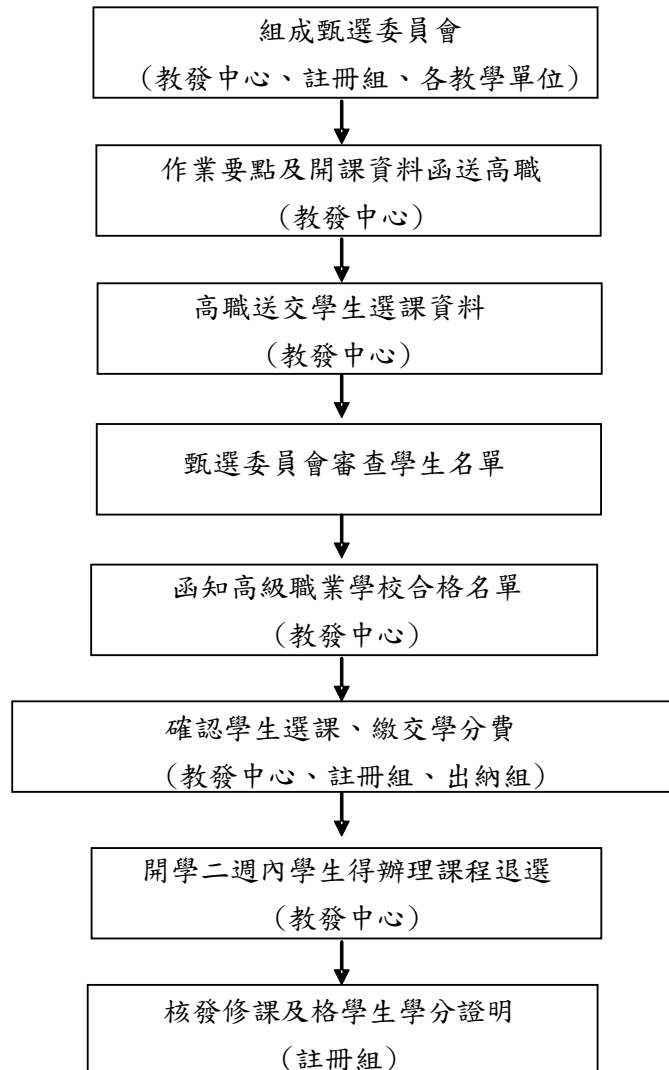 組成甄選委員會
（教發中心、註冊組、各教學單位）
作業要點及開課資料函送高職
（教發中心）
高職送交學生選課資料
（教發中心）
甄選委員會審查學生名單
函知高級職業學校合格名單
（教發中心）
確認學生選課、繳交學分費
（教發中心、註冊組、出納組）
開學二週內學生得辦理課程退選
（教發中心）
核發修課及格學生學分證明
（註冊組）